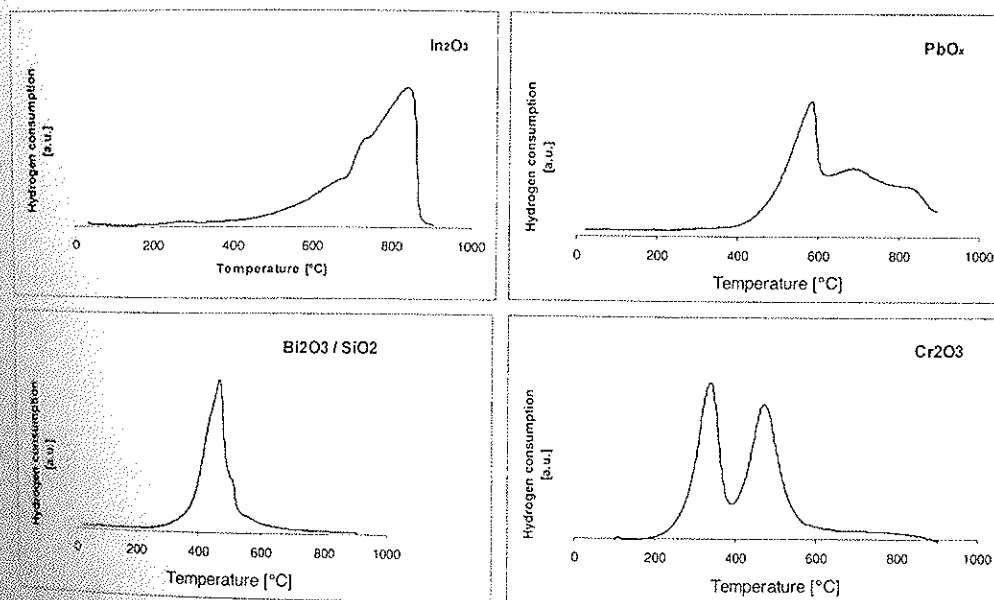 In2O3
Hydrogen consumption
[a.u.]
0 200 400 600 800 1000
Temperature [°C]
PbOx
Hydrogen consumption
[a.u.]
0 200 400 600 800 1000
Temperature [°C]
Bi2O3 / SiO2
Hydrogen consumption
[a.u.]
0 200 400 600 800 1000
Temperature [°C]
Cr2O3
Hydrogen consumption
[a.u.]
0 200 400 600 800 1000
Temperature [°C]